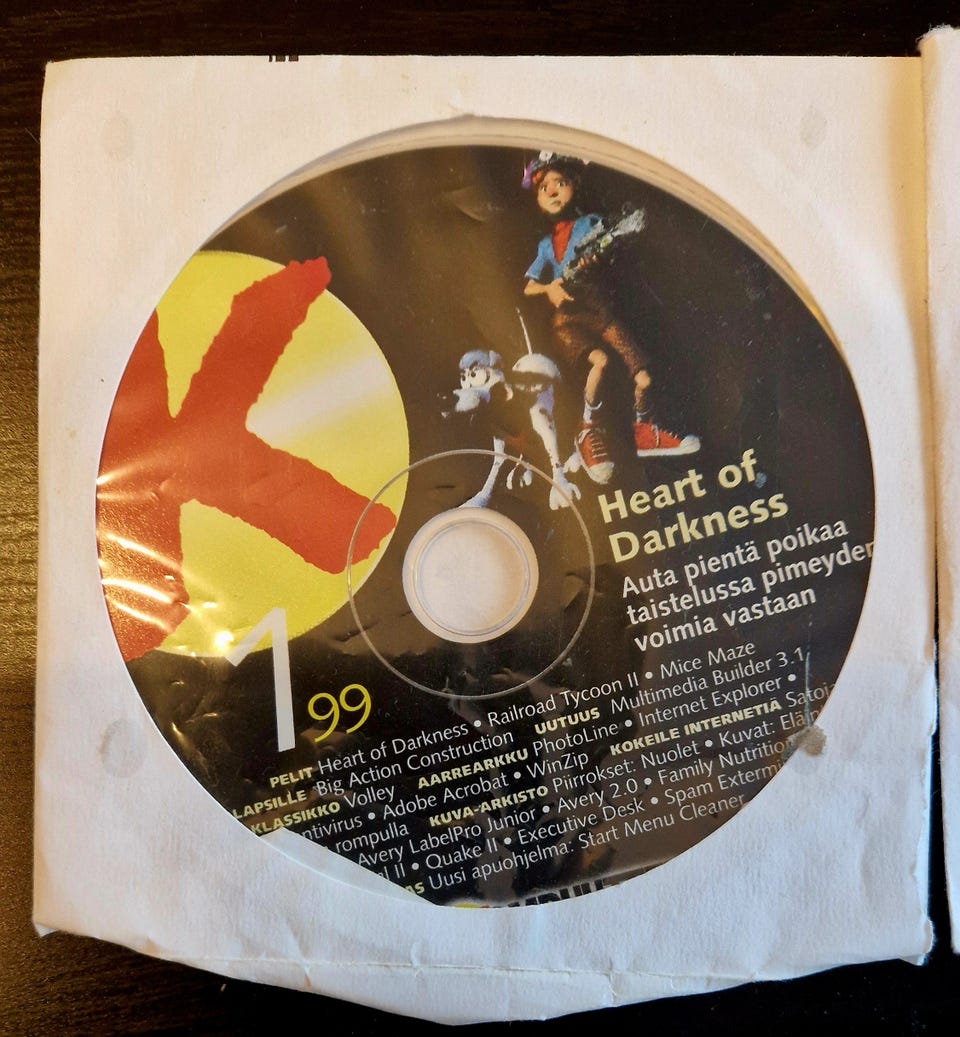 K
1
99
Heart of
Darkness
Auta pientä poikaa
taistelussa
voimia vastaan
PELIT Heart of Darkness • Railroad Tycoon II • Mice Maze
LAPSILLE Big Action Construction UUTUUS Multimedia Builder 3.1
KLASSIKKO Volley AARREARKKU PhotoLine • Internet Explorer •
• Adobe Acrobat • WinZip KOKEILE INTERNETIÄ
rompulla KUVA-ARKISTO Piirrokset: Nuolet • Kuvat:
Avery LabelPro Junior • Avery 2.0 • Family
II • Quake II • Executive Desk • Spam
Uusi apuohjelma: Start Menu Cleaner